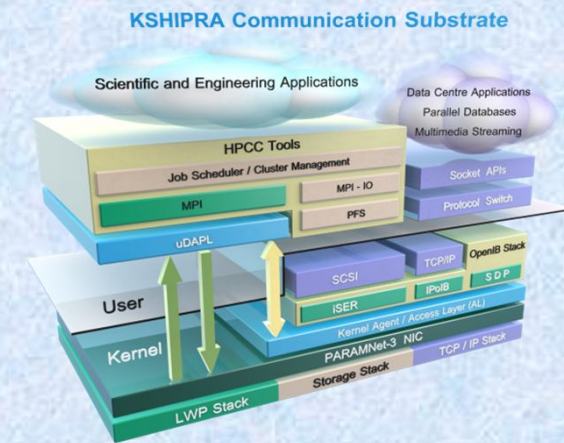 KSHIPRA Communication Substrate
Scientific and Engineering Applications
Data Centre Applications
Parallel Databases
Multimedia Streaming
HPCC Tools
Job Scheduler / Cluster Management
MPI
MPI - IO
PFS
Socket APIs
Protocol Switch
uDAPL
User
SCSI
TCP/IP
OpenIB Stack
iSER
IPoIB
SDP
Kernel Agent / Access Layer (AL)
Kernel
PARAMNet-3 NIC
LWP Stack
Storage Stack
TCP / IP Stack